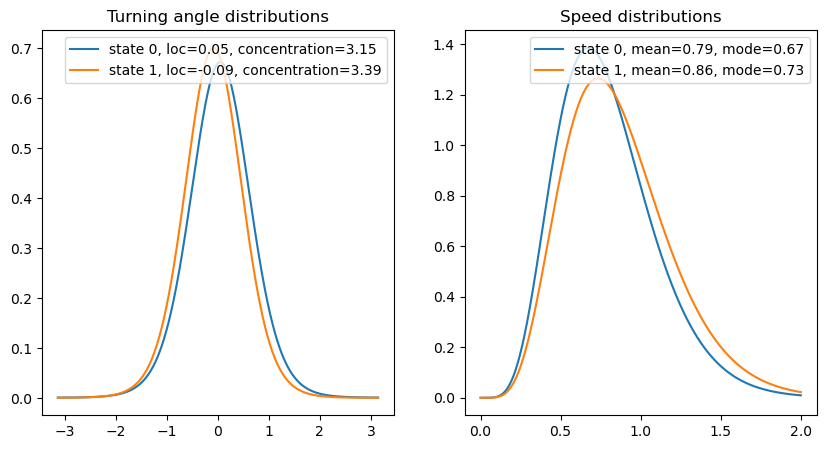 Turning angle distributions
state 0, loc=0.05, concentration=3.15
state 1, loc=-0.09, concentration=3.39
0.7
0.6
0.5
0.4
0.3
0.2
0.1
0.0
−3 −2 −1 0 1 2 3
Speed distributions
state 0, mean=0.79, mode=0.67
state 1, mean=0.86, mode=0.73
1.4
1.2
1.0
0.8
0.6
0.4
0.2
0.0
0.0 0.5 1.0 1.5 2.0